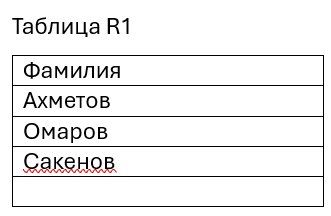 Таблица R1
Фамилия
Ахметов
Омаров
Сакенов